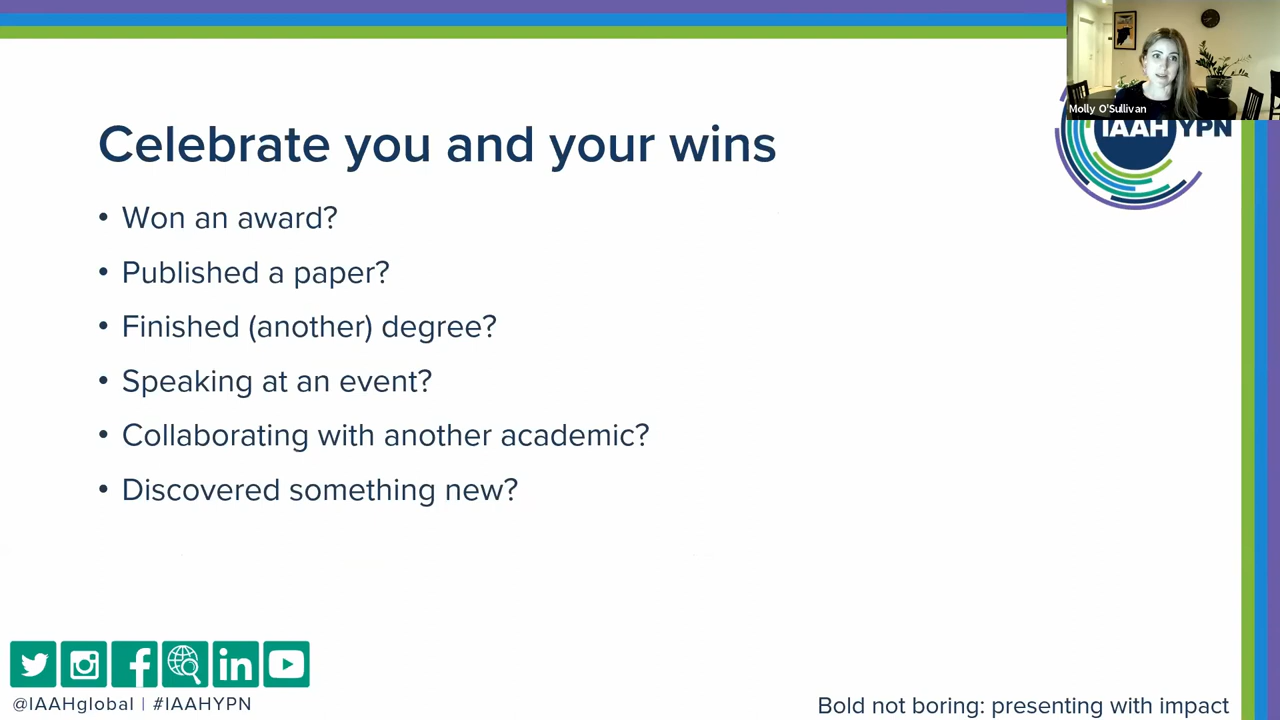 Molly O'Sullivan
IAAH YPN
Celebrate you and your wins
• Won an award?
• Published a paper?
• Finished (another) degree?
• Speaking at an event?
• Collaborating with another academic?
• Discovered something new?
@IAAHglobal | #IAAHYPN
Bold not boring: presenting with impact